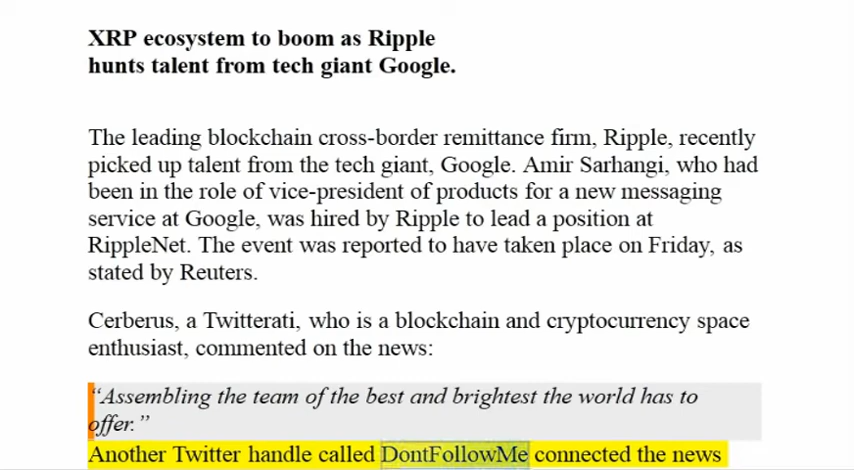 XRP ecosystem to boom as Ripple
hunts talent from tech giant Google.
The leading blockchain cross-border remittance firm, Ripple, recently
picked up talent from the tech giant, Google. Amir Sarhangi, who had
been in the role of vice-president of products for a new messaging
service at Google, was hired by Ripple to lead a position at
RippleNet. The event was reported to have taken place on Friday, as
stated by Reuters.
Cerberus, a Twitterati, who is a blockchain and cryptocurrency space
enthusiast, commented on the news:
“Assembling the team of the best and brightest the world has to
offer.”
Another Twitter handle called DontFollowMe connected the news